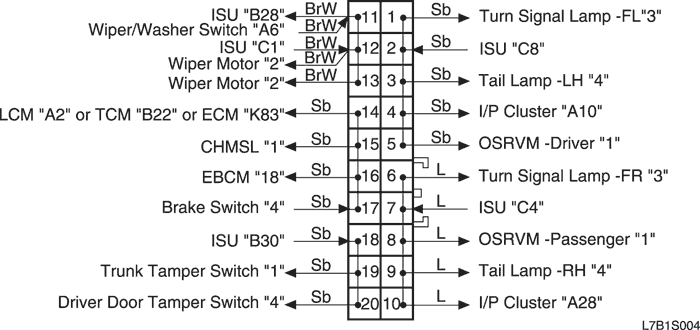 ISU "B28" BrW 11 1 Sb Turn Signal Lamp -FL"3"
Wiper/Washer Switch "A6" BrW
ISU "C1" BrW 12 2 Sb ISU "C8"
Wiper Motor "2" BrW
Wiper Motor "2" BrW 13 3 Sb Tail Lamp -LH "4"
LCM "A2" or TCM "B22" or ECM "K83" Sb 14 4 Sb I/P Cluster "A10"
CHMSL "1" Sb 15 5 Sb OSRVM -Driver "1"
EBCM "18" Sb 16 6 L Turn Signal Lamp -FR "3"
Brake Switch "4" Sb 17 7 L ISU "C4"
ISU "B30" Sb 18 8 L OSRVM -Passenger "1"
Trunk Tamper Switch "1" Sb 19 9 L Tail Lamp -RH "4"
Driver Door Tamper Switch "4" Sb 20 10 L I/P Cluster "A28"
L7B1S004